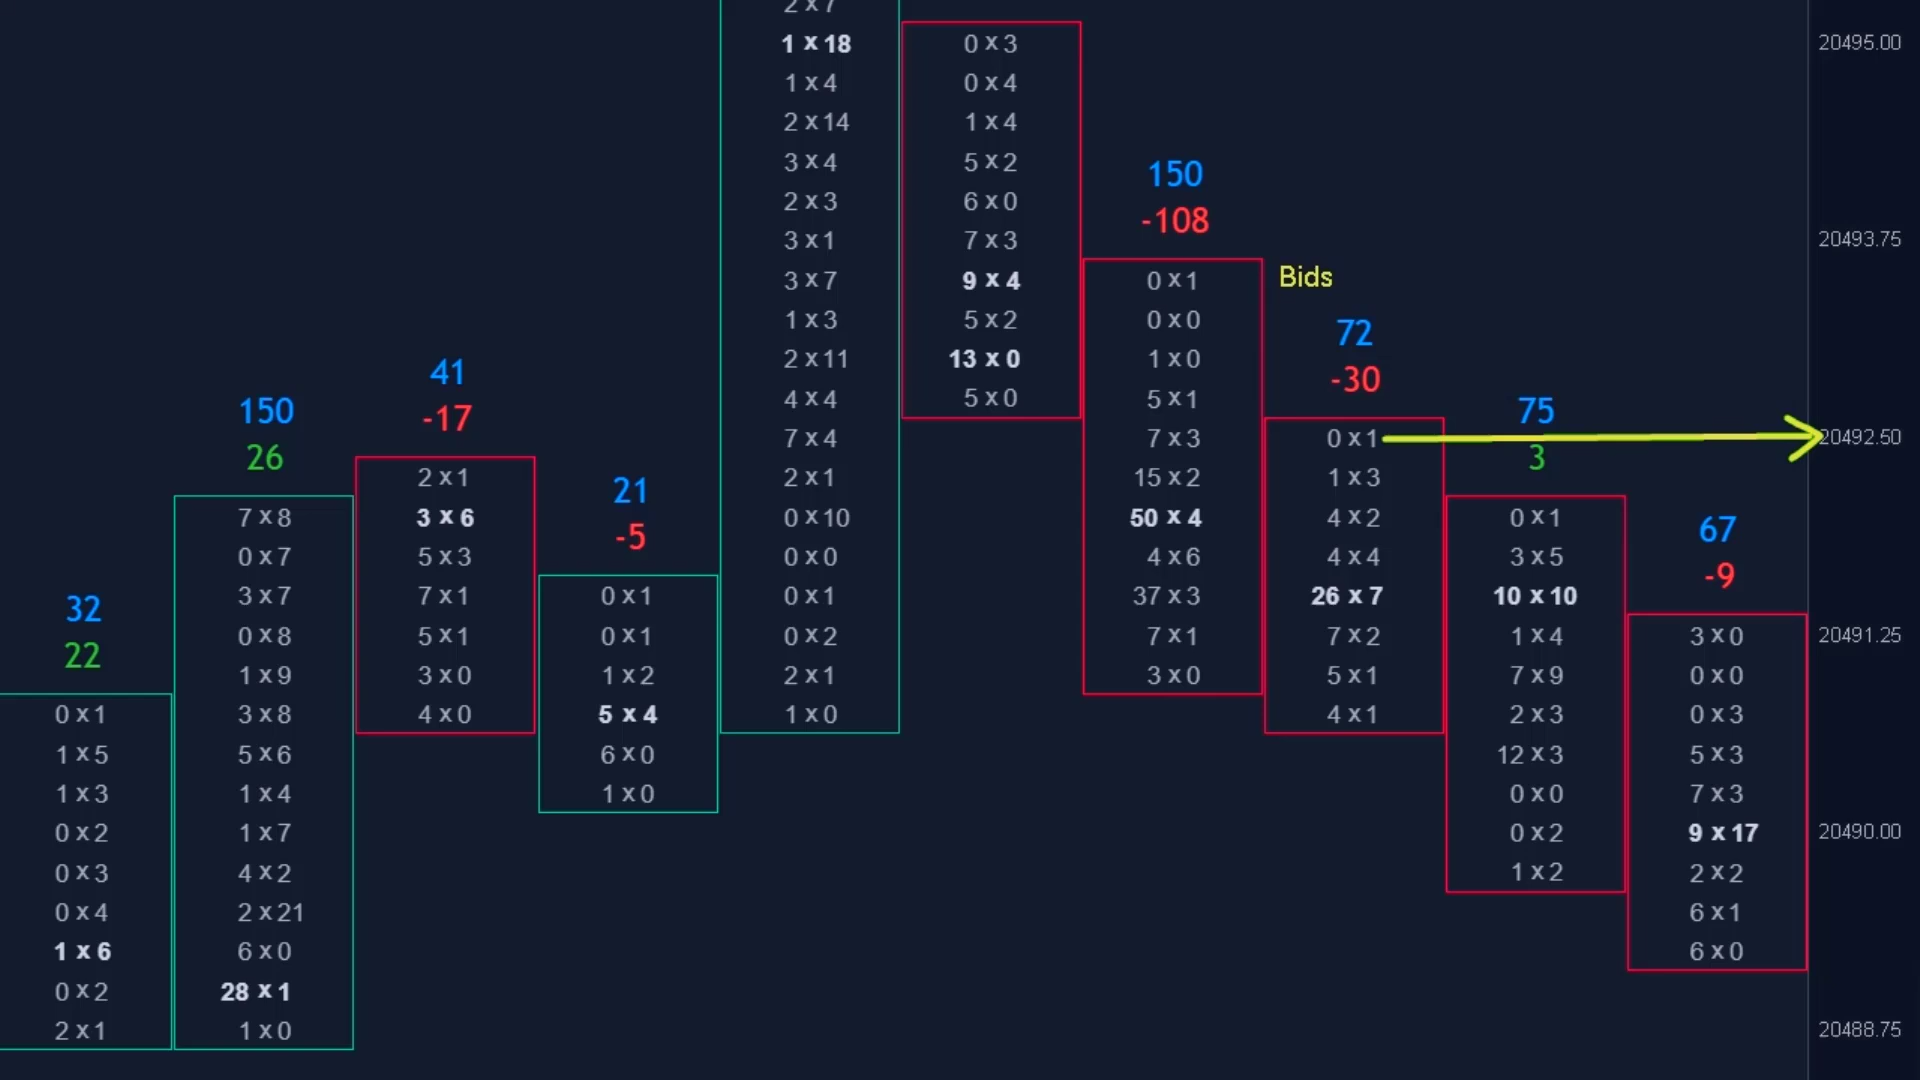 32
22
0 x 1
1 x 5
1 x 3
0 x 2
0 x 3
0 x 4
1 x 6
0 x 2
2 x 1
150
26
7 x 8
0 x 7
3 x 7
0 x 8
1 x 9
3 x 8
5 x 6
1 x 4
1 x 7
4 x 2
2 x 21
6 x 0
28 x 1
1 x 0
41
-17
2 x 1
3 x 6
5 x 3
7 x 1
5 x 1
3 x 0
4 x 0
21
-5
0 x 1
0 x 1
1 x 2
5 x 4
6 x 0
1 x 0
2 x 7
1 x 18
1 x 4
2 x 14
3 x 4
2 x 3
3 x 1
3 x 7
1 x 3
2 x 11
4 x 4
7 x 4
2 x 1
0 x 10
0 x 0
0 x 1
0 x 2
2 x 1
1 x 0
0 x 3
0 x 4
1 x 4
5 x 2
6 x 0
7 x 3
9 x 4
5 x 2
13 x 0
5 x 0
150
-108
0 x 1
0 x 0
1 x 0
5 x 1
7 x 3
15 x 2
50 x 4
4 x 6
37 x 3
7 x 1
3 x 0
Bids
72
-30
0 x 1
1 x 3
4 x 2
4 x 4
26 x 7
7 x 2
5 x 1
4 x 1
75
3
0 x 1
3 x 5
10 x 10
1 x 4
7 x 9
2 x 3
12 x 3
0 x 0
0 x 2
1 x 2
67
-9
3 x 0
0 x 0
0 x 3
5 x 3
7 x 3
9 x 17
2 x 2
6 x 1
6 x 0
20495.00
20493.75
20492.50
20491.25
20490.00
20488.75